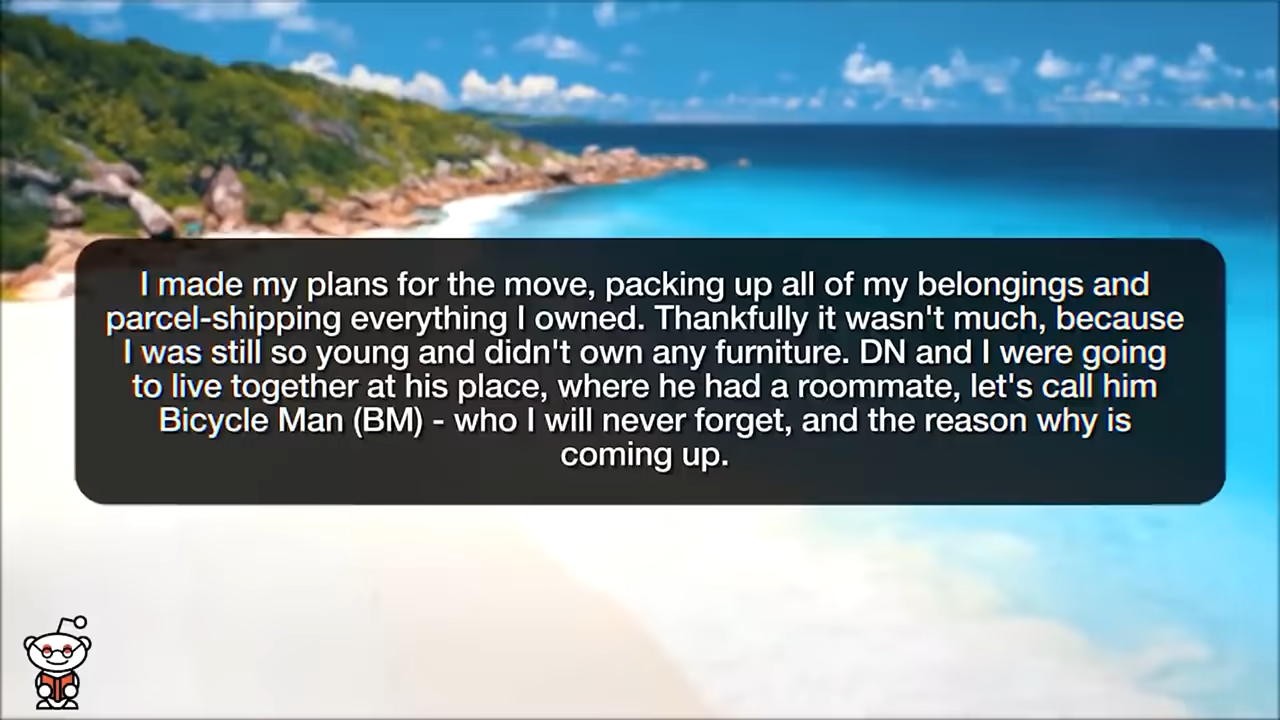 I made my plans for the move, packing up all of my belongings and
parcel-shipping everything I owned. Thankfully it wasn't much, because
I was still so young and didn't own any furniture. DN and I were going
to live together at his place, where he had a roommate, let's call him
Bicycle Man (BM) - who I will never forget, and the reason why is
coming up.